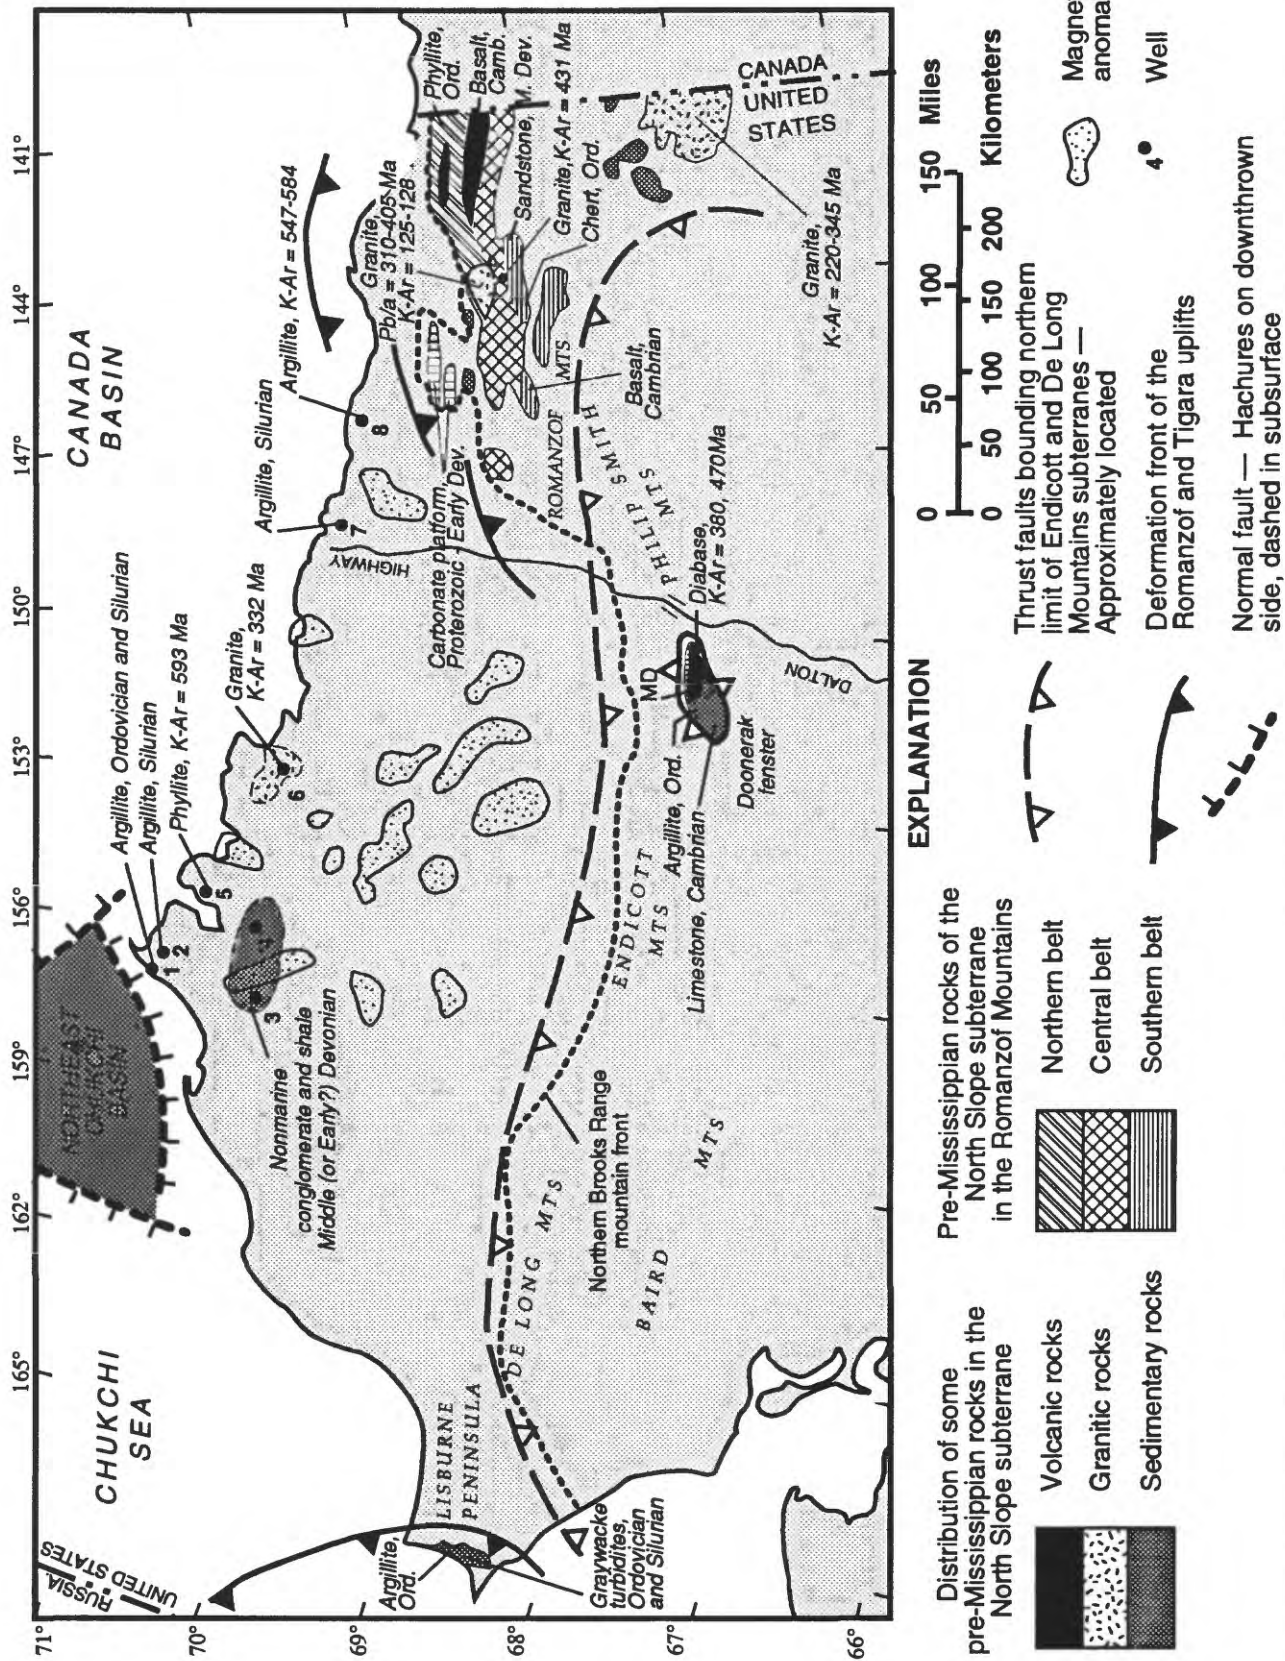 71°
70°
69°
68°
67°
66°
165°
162°
159°
156°
153°
150°
147°
144°
141°
CHUKCHI
SEA
RUSSIA
UNITED STATES
NORTHEAST
CHUKCHI
BASIN
CANADA
BASIN
Argillite, Ordovician and Silurian
Argillite, Silurian
Phyllite, K-Ar = 593 Ma
Granite,
K-Ar = 332 Ma
Argillite, Silurian
Argillite, K-Ar = 547-584
1
2
3
4
5
6
7
8
Nonmarine
conglomerate and shale
Middle (or Early?) Devonian
LISBURNE
PENINSULA
Argillite,
Ord.
Graywacke
turbidites,
Ordovician
and Silurian
DE LONG
MTS
Northern Brooks Range
mountain front
BAIRD
MTS
ENDICOTT
MTS
Argillite, Ord.
Limestone, Cambrian
MD
Doonerak
fenster
Diabase,
K-Ar = 380, 470Ma
DALTON
HIGHWAY
PHILIP SMITH
MTS
ROMANZOF
MTS
Carbonate platform,
Proterozoic - Early Dev.
Basalt,
Cambrian
Granite,
Pb/a = 310-405-Ma
K-Ar = 125-128
Phyllite,
Ord.
Basalt,
Camb.
Sandstone, M. Dev.
Granite,K-Ar = 431 Ma
Chert, Ord.
Granite,
K-Ar = 220-345 Ma
CANADA
UNITED
STATES
EXPLANATION
0 50 100 150 Miles
0 50 100 150 200 Kilometers
Distribution of some
pre-Mississippian rocks in the
North Slope subterrane
Volcanic rocks
Granitic rocks
Sedimentary rocks
Pre-Mississippian rocks of the
North Slope subterrane
in the Romanzof Mountains
Northern belt
Central belt
Southern belt
Thrust faults bounding northern
limit of Endicott and De Long
Mountains subterranes —
Approximately located
Deformation front of the
Romanzof and Tigara uplifts
Normal fault — Hachures on downthrown
side, dashed in subsurface
Magne
anoma
4 Well